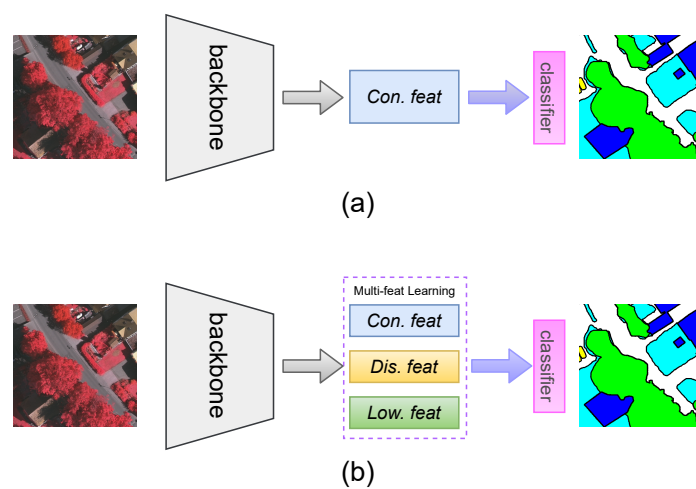 backbone
Con. feat
classifier
(a)
backbone
Multi-feat Learning
Con. feat
Dis. feat
Low. feat
classifier
(b)